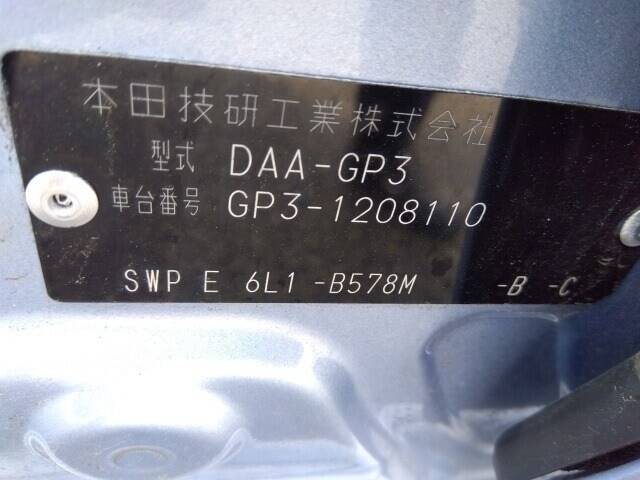 本田技研工業株式会社
型式 DAA-GP3
車台番号 GP3-1208110
SWP E 6L1 -B578M -B -C